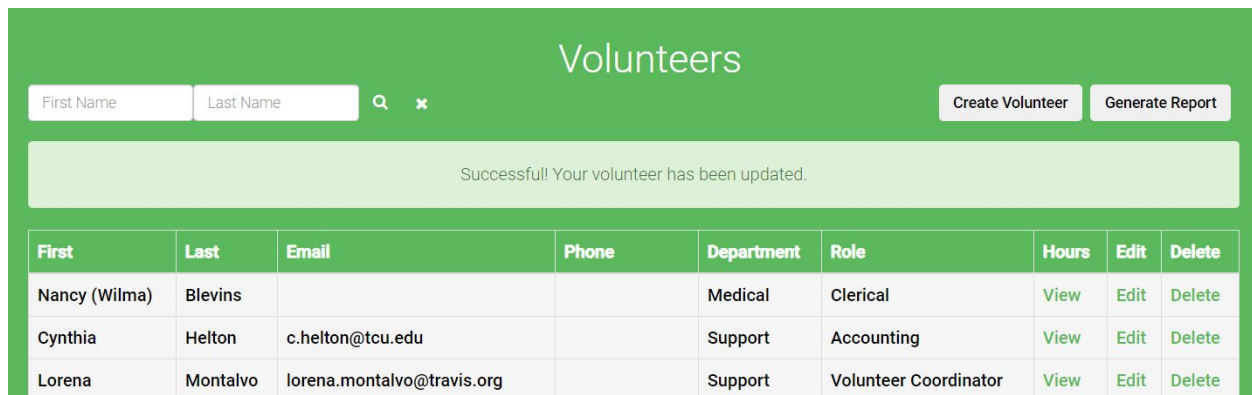 Volunteers
First Name Last Name Create Volunteer Generate Report
Successful! Your volunteer has been updated.
First Last Email Phone Department Role Hours Edit Delete
Nancy (Wilma) Blevins Medical Clerical View Edit Delete
Cynthia Helton c.helton@tcu.edu Support Accounting View Edit Delete
Lorena Montalvo lorena.montalvo@travis.org Support Volunteer Coordinator View Edit Delete